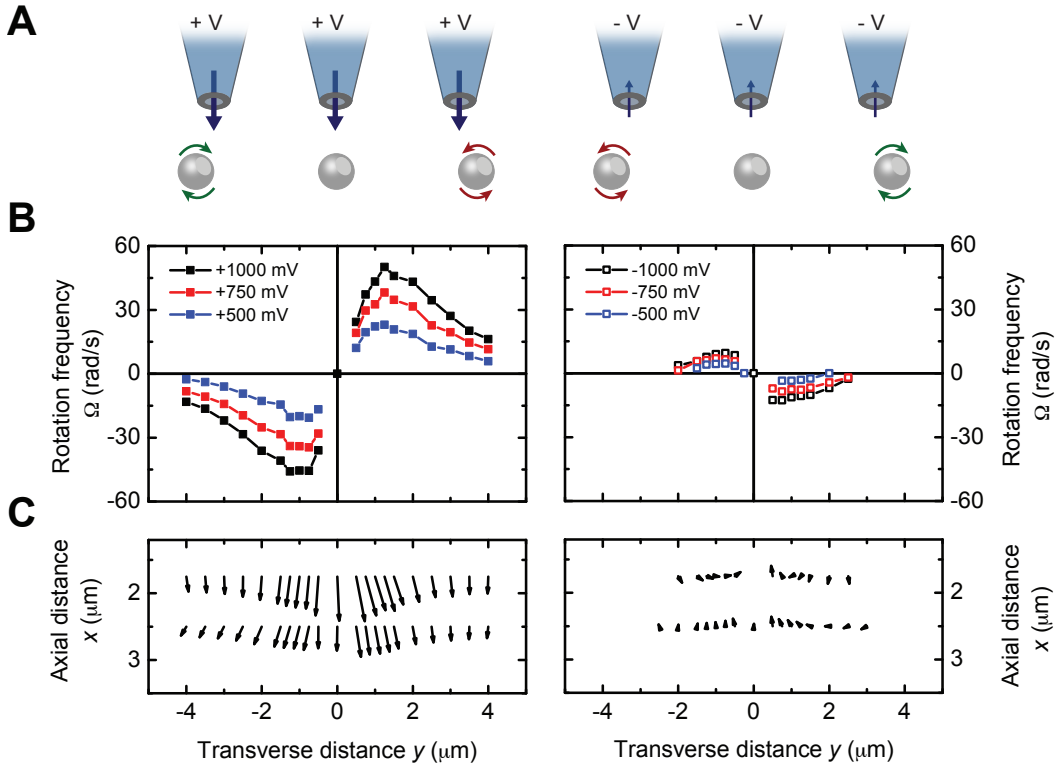 A
+ V
+ V
+ V
- V
- V
- V
B
Rotation frequency
Ω (rad/s)
60
30
0
-30
-60
+1000 mV
+750 mV
+500 mV
-1000 mV
-750 mV
-500 mV
60
30
0
-30
-60
Rotation frequency
Ω (rad/s)
C
Axial distance
x (μm)
2
3
-4
-2
0
2
4
Transverse distance y (μm)
2
3
Axial distance
x (μm)
-4
-2
0
2
4
Transverse distance y (μm)